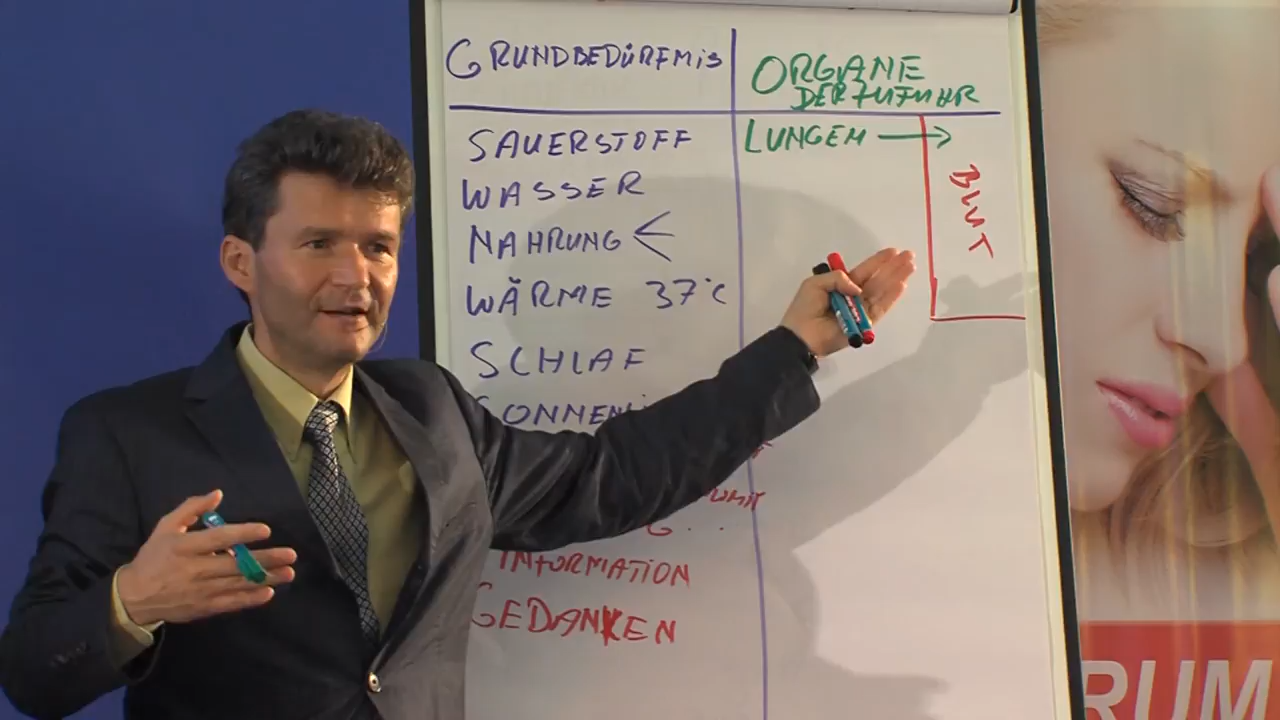 GRUNDBEDÜRFNIS
ORGANE
DER ZUFUHR
SAUERSTOFF
LUNGEN
WASSER
BLUT
NAHRUNG
WÄRME 37°C
SCHLAF
INFORMATION
GEDANKEN
RUM